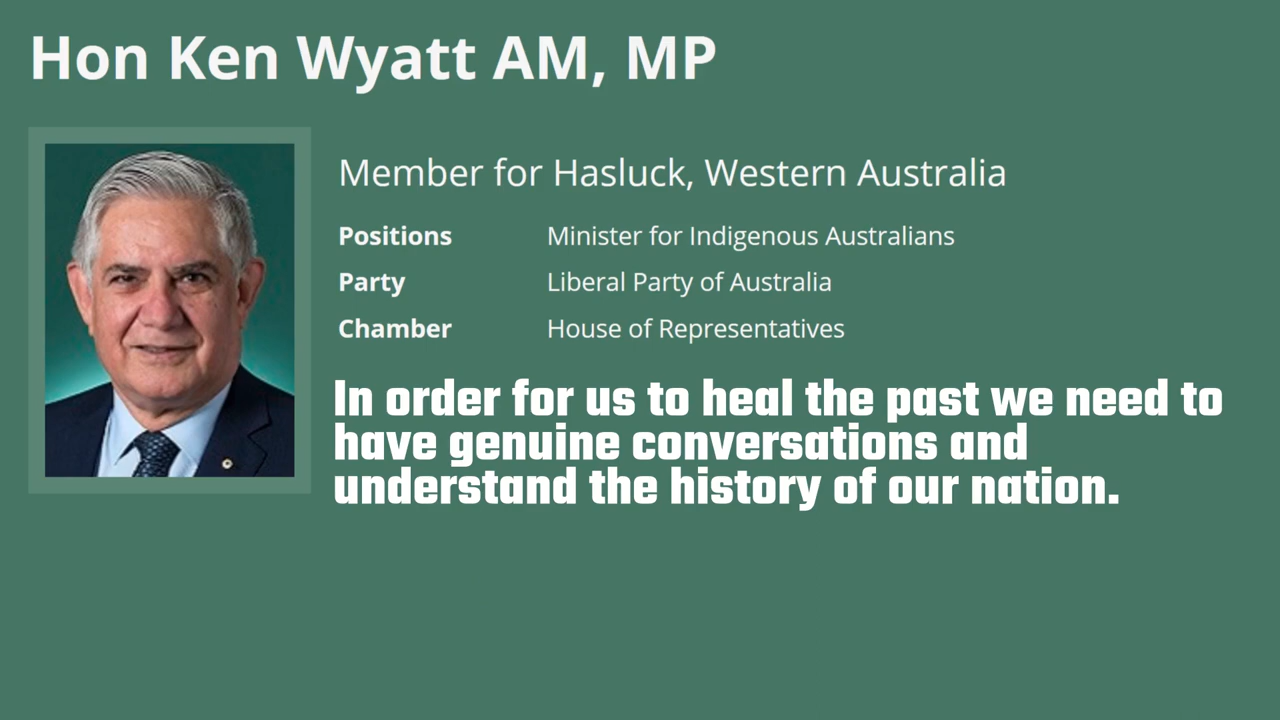 Hon Ken Wyatt AM, MP
Member for Hasluck, Western Australia
Positions Minister for Indigenous Australians
Party Liberal Party of Australia
Chamber House of Representatives
In order for us to heal the past we need to
have genuine conversations and
understand the history of our nation.